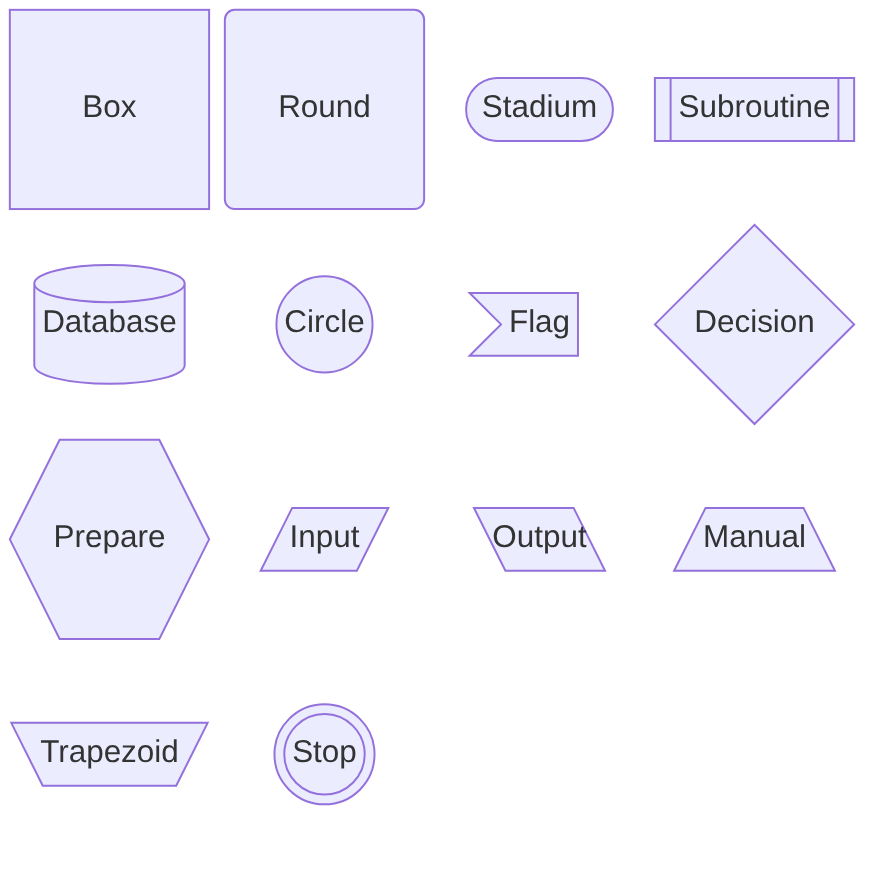 Box
Round
Stadium
Subroutine
Database
Circle
Flag
Decision
Prepare
Input
Output
Manual
Trapezoid
Stop